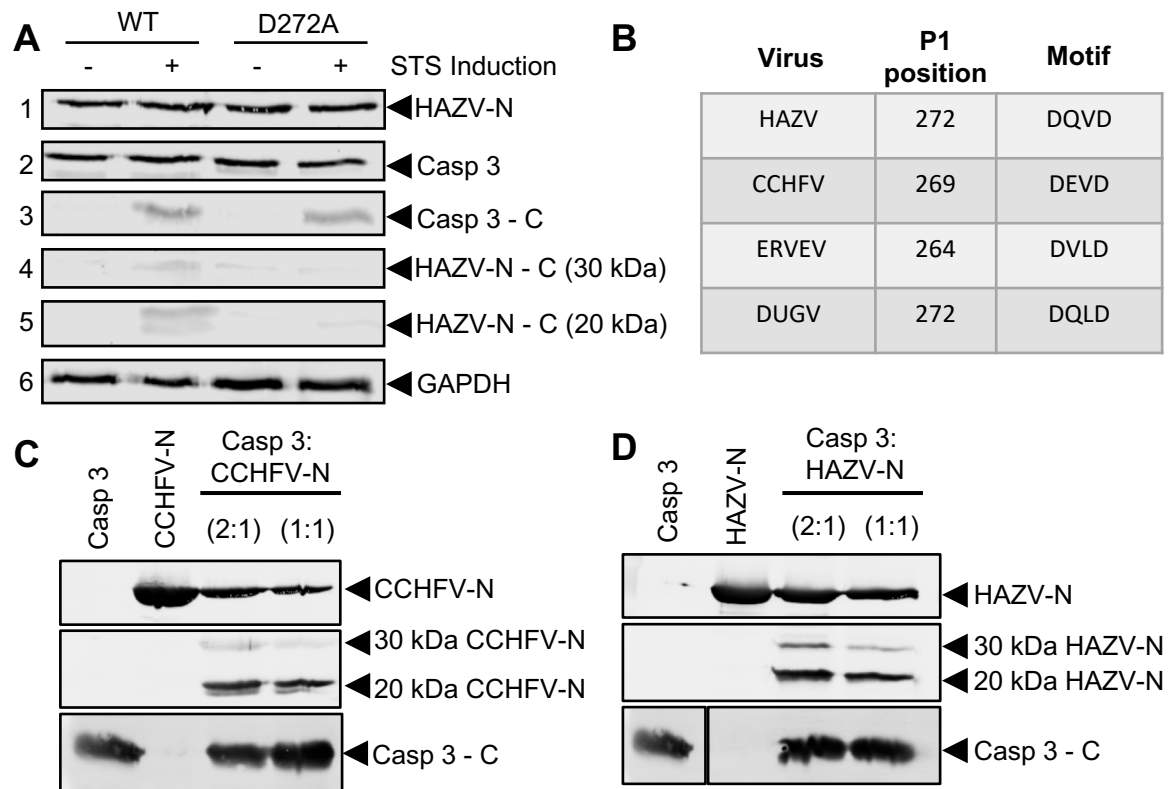 A
WT D272A
- + - + STS Induction
1 HAZV-N
2 Casp 3
3 Casp 3 - C
4 HAZV-N - C (30 kDa)
5 HAZV-N - C (20 kDa)
6 GAPDH
B
Virus P1 position Motif
HAZV 272 DQVD
CCHFV 269 DEVD
ERVEV 264 DVLD
DUGV 272 DQLD
C
Casp 3
CCHFV-N
Casp 3:
CCHFV-N
(2:1) (1:1)
CCHFV-N
30 kDa CCHFV-N
20 kDa CCHFV-N
Casp 3 - C
D
Casp 3
HAZV-N
Casp 3:
HAZV-N
(2:1) (1:1)
HAZV-N
30 kDa HAZV-N
20 kDa HAZV-N
Casp 3 - C